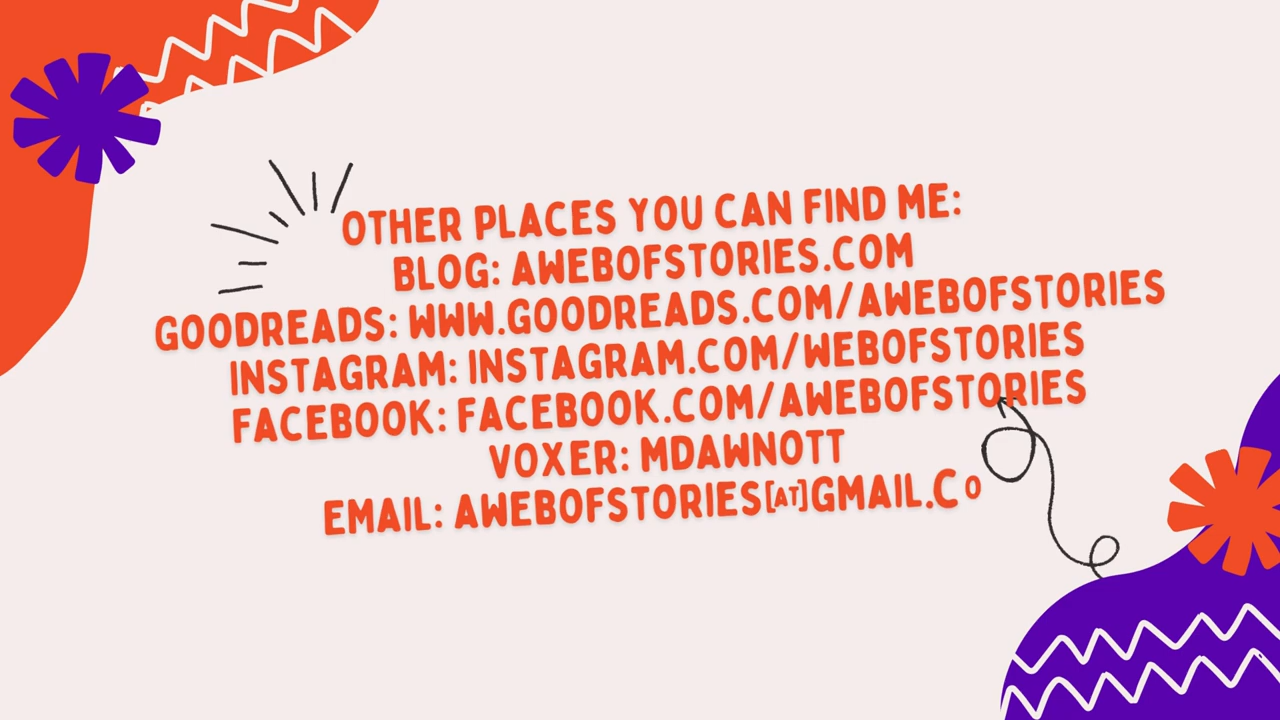 OTHER PLACES YOU CAN FIND ME:
BLOG: AWEBOFSTORIES.COM
GOODREADS: WWW.GOODREADS.COM/AWEBOFSTORIES
INSTAGRAM: INSTAGRAM.COM/WEBOFSTORIES
FACEBOOK: FACEBOOK.COM/AWEBOFSTORIES
VOXER: MDAWNOTT
EMAIL: AWEBOFSTORIES[AT]GMAIL.CO